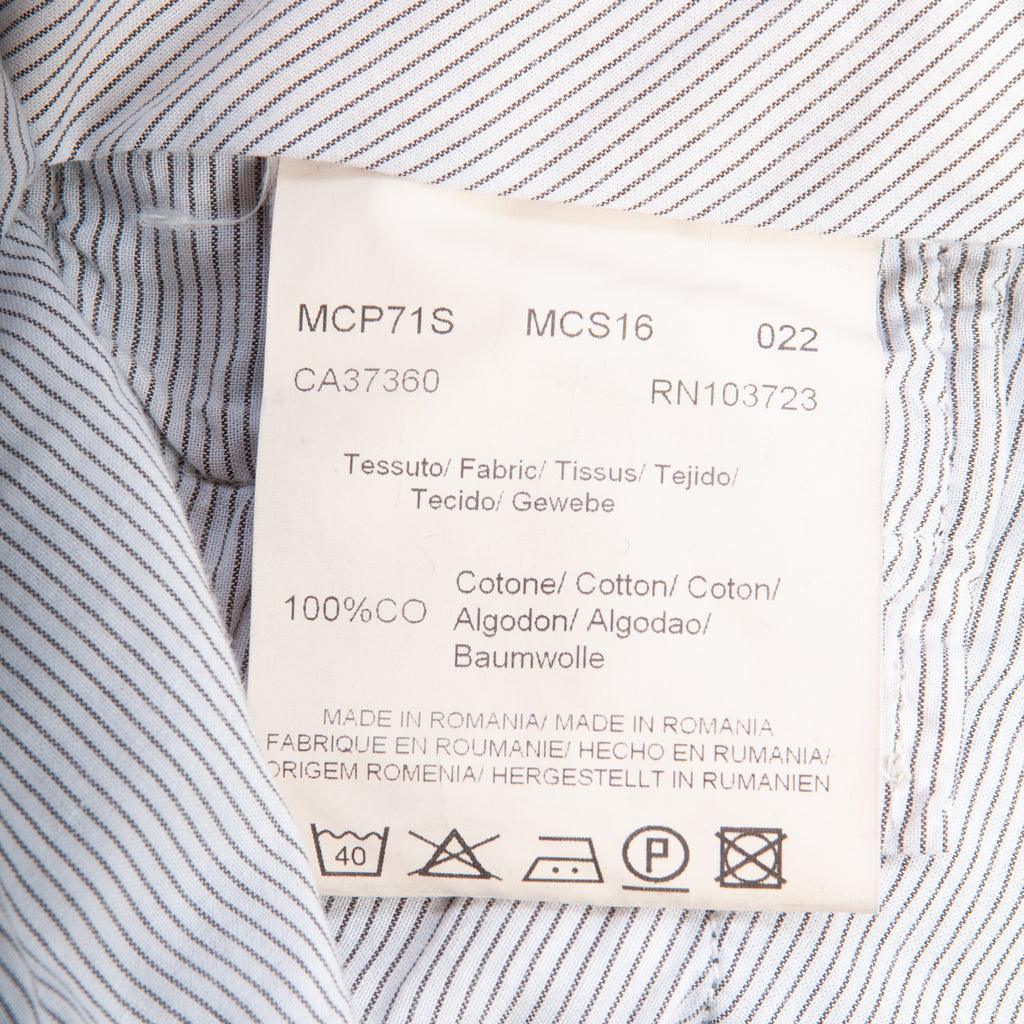 MCP71S MCS16 022
CA37360 RN103723
Tessuto/ Fabric/ Tissus/ Tejido/
Tecido/ Gewebe
100%CO
Cotone/ Cotton/ Coton/
Algodon/ Algodao/
Baumwolle
MADE IN ROMANIA/ MADE IN ROMANIA
FABRIQUE EN ROUMANIE/ HECHO EN RUMANIA/
ORIGEM ROMENIA/ HERGESTELLT IN RUMANIEN
40 P